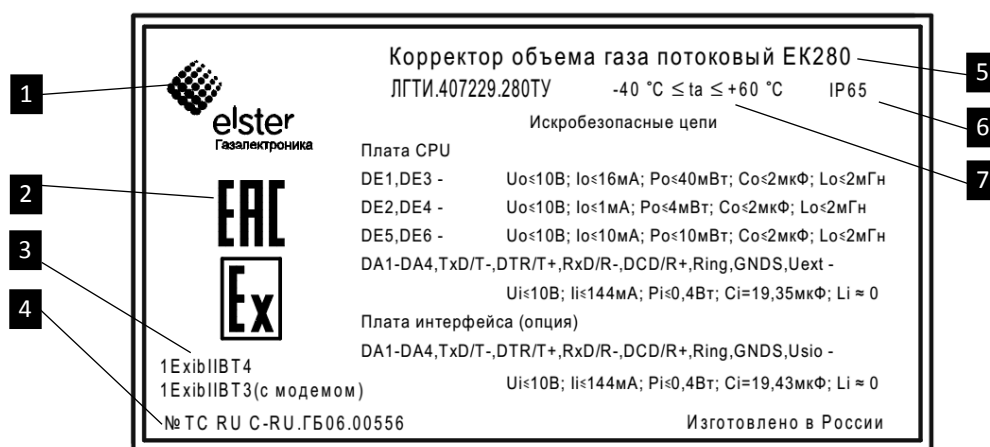 Корректор объема газа потоковый ЕК280
5
1
ЛГТИ.407229.280ТУ -40 °C ≤ ta ≤ +60 °C IP65
elster
Газэлектроника
Искробезопасные цепи
6
Плата CPU
2
EAC
DE1,DE3 - Uo≤10В; Io≤16мА; Po≤40мВт; Co≤2мкФ; Lo≤2мГн
7
DE2,DE4 - Uo≤10В; Io≤1мА; Po≤4мВт; Co≤2мкФ; Lo≤2мГн
3
DE5,DE6 - Uo≤10В; Io≤10мА; Po≤10мВт; Co≤2мкФ; Lo≤2мГн
DA1-DA4,TxD/T-,DTR/T+,RxD/R-,DCD/R+,Ring,GNDS,Uext -
4
Ex
Ui≤10В; Ii≤144мА; Pi≤0,4Вт; Ci=19,35мкФ; Li ≈ 0
Плата интерфейса (опция)
DA1-DA4,TxD/T-,DTR/T+,RxD/R-,DCD/R+,Ring,GNDS,Usio -
1ExibIIBT4
1ExibIIBT3(с модемом)
Ui≤10В; Ii≤144мА; Pi≤0,4Вт; Ci=19,43мкФ; Li ≈ 0
№ТС RU C-RU.ГБ06.00556
Изготовлено в России